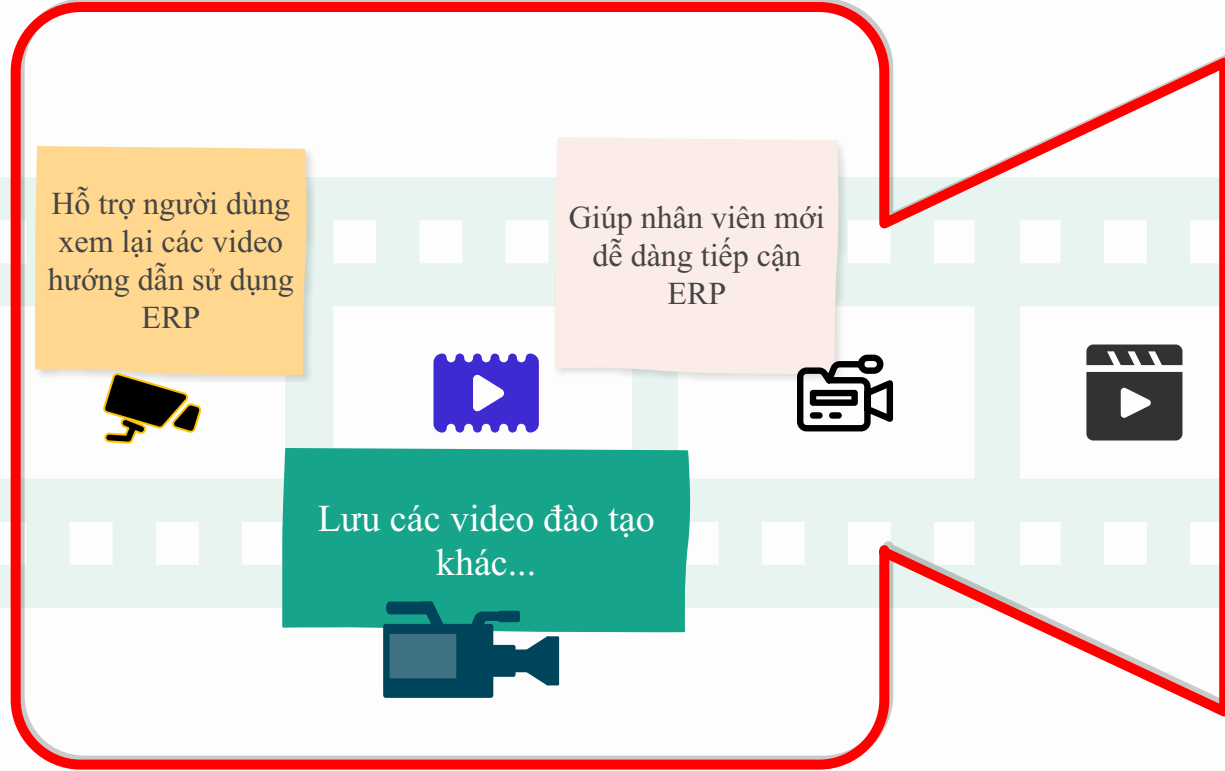 Hỗ trợ người dùng
xem lại các video
hướng dẫn sử dụng
ERP
Giúp nhân viên mới
dễ dàng tiếp cận
ERP
Lưu các video đào tạo
khác...